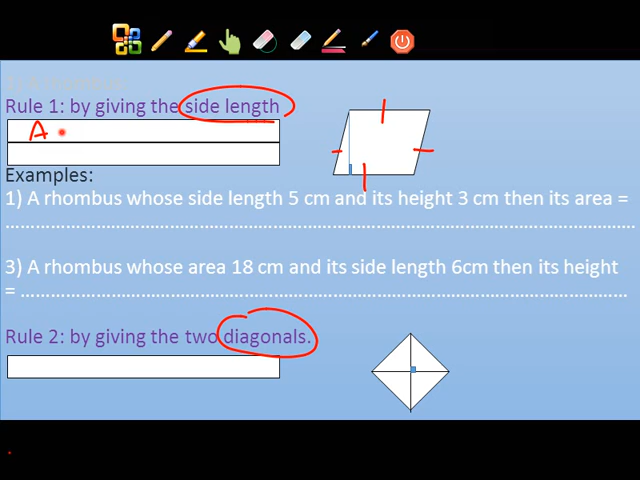 Rule 1: by giving the side length
A
Examples:
1) A rhombus whose side length 5 cm and its height 3 cm then its area =
........................................................................................................................
3) A rhombus whose area 18 cm and its side length 6cm then its height
= ....................................................................................................................
Rule 2: by giving the two diagonals.